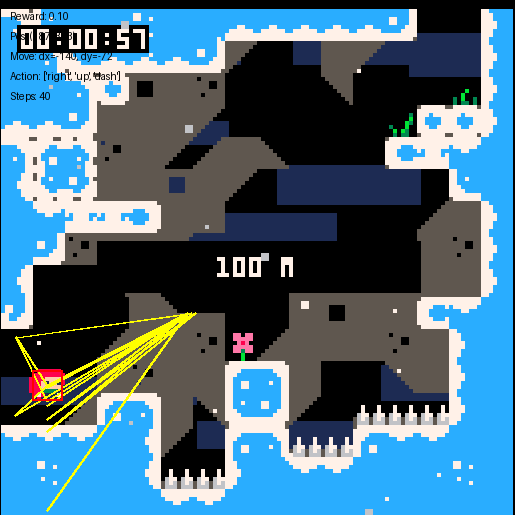 Reward: 0.10
00:00:57
Move: dx=-140, dy=-72
Action: ['right', 'up', 'dash']
Steps: 40
100 M